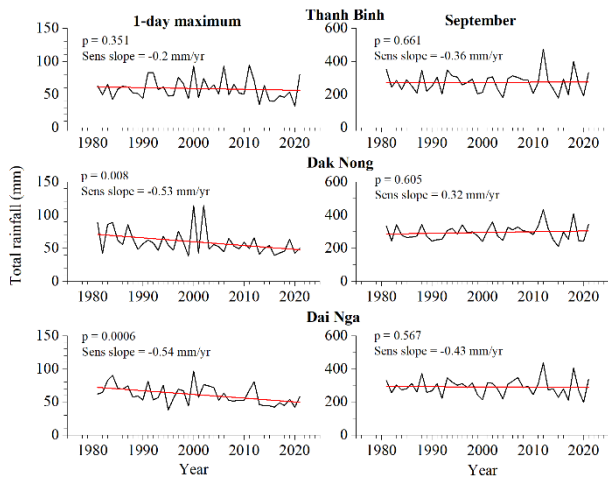 1-day maximum
Thanh Binh
September
p = 0.351
Sens slope = -0.2 mm/yr
150
100
50
0
1980 1990 2000 2010 2020
p = 0.661
Sens slope = -0.36 mm/yr
600
400
200
0
1980 1990 2000 2010 2020
Dak Nong
p = 0.008
Sens slope = -0.53 mm/yr
150
100
50
0
1980 1990 2000 2010 2020
p = 0.605
Sens slope = 0.32 mm/yr
600
400
200
0
1980 1990 2000 2010 2020
Dai Nga
p = 0.0006
Sens slope = -0.54 mm/yr
150
100
50
0
1980 1990 2000 2010 2020
p = 0.567
Sens slope = -0.43 mm/yr
600
400
200
0
1980 1990 2000 2010 2020
Total rainfall (mm)
Year
Year